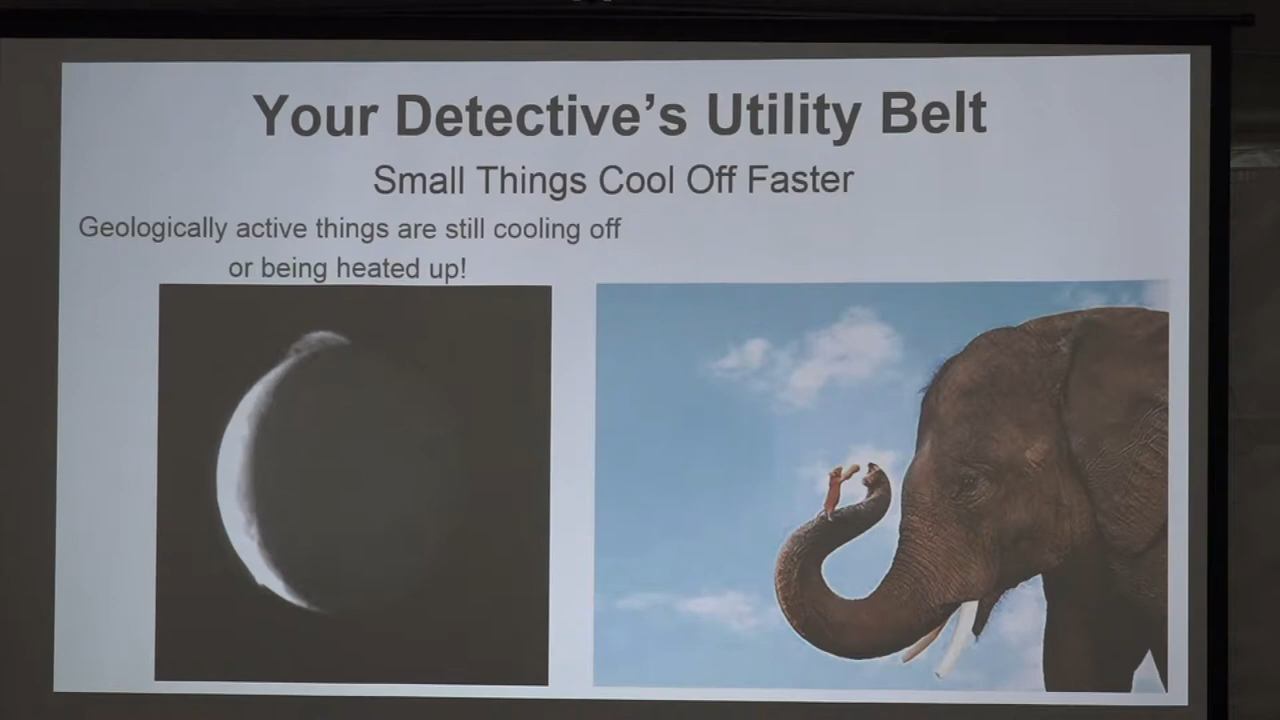 Your Detective’s Utility Belt
Small Things Cool Off Faster
Geologically active things are still cooling off
or being heated up!